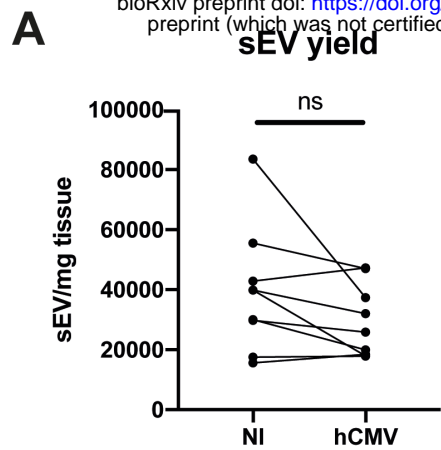 bioRxiv preprint doi: https://doi.org/
preprint (which was not certified
A
sEV yield
ns
100000
80000
60000
40000
20000
0
sEV/mg tissue
NI hCMV